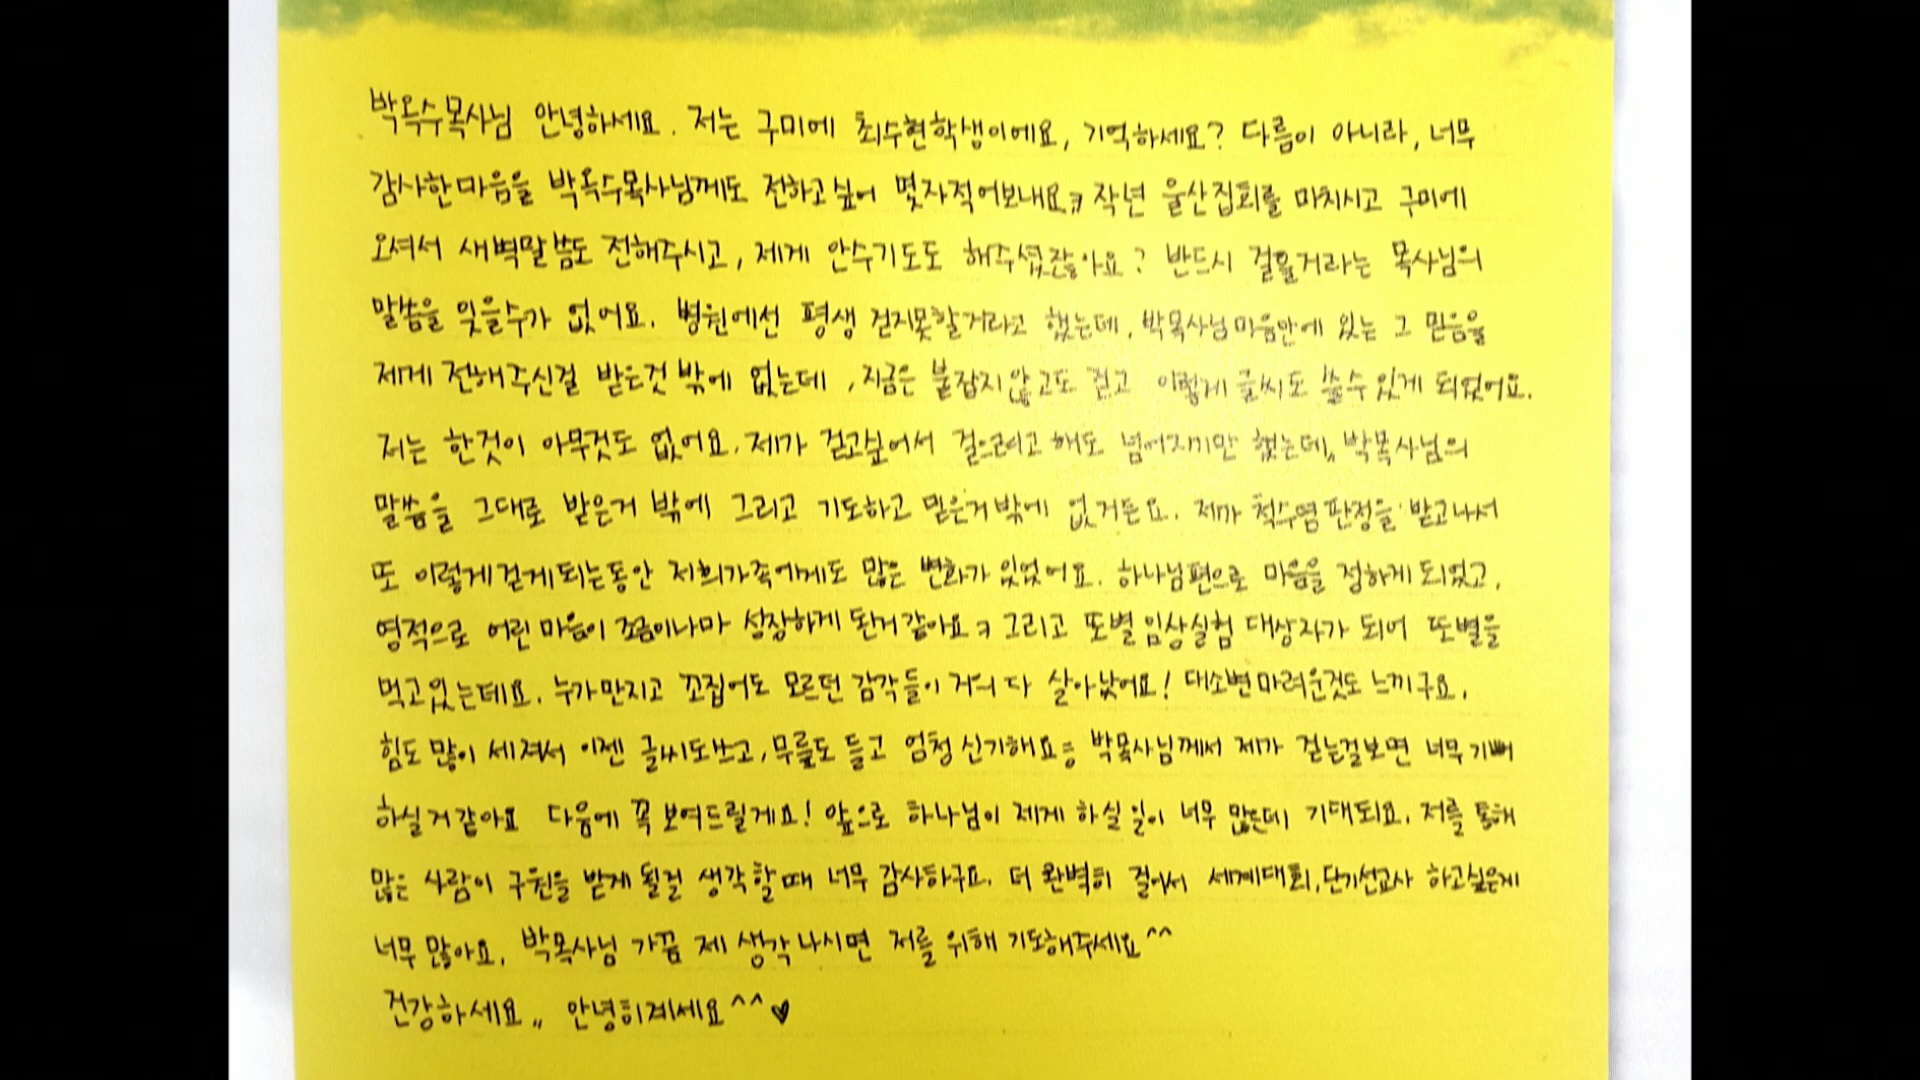 박옥수목사님 안녕하세요. 저는 구미에 최수현학생이에요, 기억하세요? 다름이 아니라, 너무
감사한마음을 박옥수목사님께도 전하고싶어 몇자적어보내요ㅋ 작년 울산집회를 마치시고 구미에
오셔서 새벽말씀도 전해주시고, 제게 안수기도도 해주셨잖아요? 반드시 걸을거라는 목사님의
말씀을 잊을수가 없어요. 병원에선 평생 걷지못할거라고 했는데, 박목사님마음안에 있는 그 믿음을
제게 전해주신걸 받은것 밖에 없는데, 지금은 붙잡지않고도 걷고 이렇게 글씨도 쓸수있게 되었어요.
저는 한것이 아무것도 없어요. 제가 걷고싶어서 걸으려고해도 넘어지기만 했는데,, 박목사님의
말씀을 그대로 받은거 밖에 그리고 기도하고 믿은거밖에 없거든요. 제가 척수염판정을 받고나서
또 이렇게걷게되는동안 저희가족에게도 많은 변화가 있었어요. 하나님편으로 마음을 정하게 되었고,
영적으로 어린 마음이 조금이나마 성장하게 된거같아요ㅋ 그리고 또별 임상실험 대상자가 되어 또별을
먹고있는데요. 누가만지고 꼬집어도 모르던 감각들이 거의 다 살아났어요! 대소변마려운것도 느끼구요,
힘도 많이 세져서 이젠 글씨도쓰고, 무릎도 들고 엄청신기해요ㅎ 박목사님께서 제가 걷는걸보면 너무기뻐
하실거같아요 다음에 꼭 보여드릴게요! 앞으로 하나님이 제게 하실일이 너무 많은데 기대되요. 저를 통해
많은 사람이 구원을 받게 될걸 생각할때 너무 감사하구요. 더 완벽히 걸어서 세계대회, 단기선교사 하고싶은게
너무 많아요. 박목사님 가끔 제 생각나시면 저를 위해 기도해주세요^^
건강하세요,, 안녕히계세요^^♡